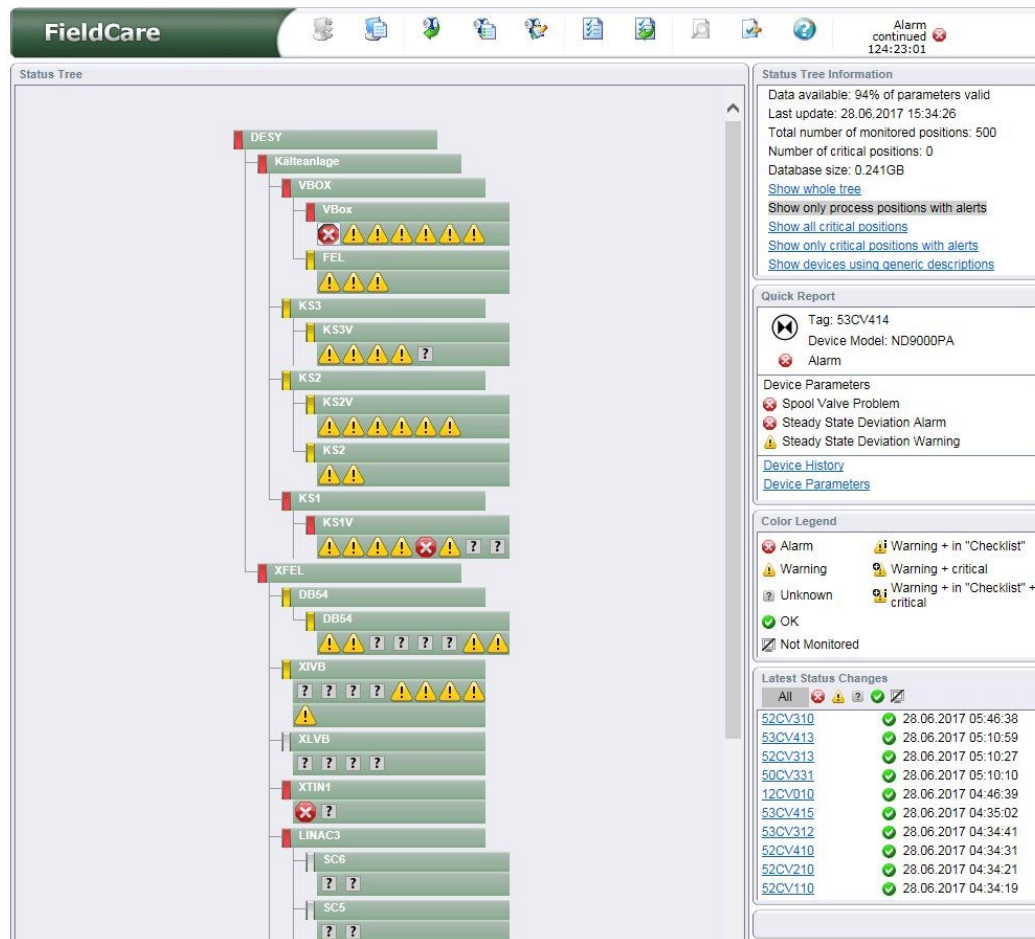 FieldCare
Alarm
continued
124:23:01
Status Tree
DESY
Kälteanlage
VBOX
VBox
FEL
KS3
KS3V
?
KS2
KS2V
KS2
KS1
KS1V
? ?
XFEL
DB54
DB54
? ? ? ?
XIVB
? ? ? ?
XLVB
? ? ? ?
XTIN1
?
LINAC3
SC6
? ?
SC5
? ?
Status Tree Information
Data available: 94% of parameters valid
Last update: 28.06.2017 15:34:26
Total number of monitored positions: 500
Number of critical positions: 0
Database size: 0.241GB
Show whole tree
Show only process positions with alerts
Show all critical positions
Show only critical positions with alerts
Show devices using generic descriptions
Quick Report
Tag: 53CV414
Device Model: ND9000PA
Alarm
Device Parameters
Spool Valve Problem
Steady State Deviation Alarm
Steady State Deviation Warning
Device History
Device Parameters
Color Legend
Alarm
Warning + in "Checklist"
Warning
Warning + critical
? Unknown
Warning + in "Checklist" +
critical
OK
Not Monitored
Latest Status Changes
All
52CV310 28.06.2017 05:46:38
53CV413 28.06.2017 05:10:59
52CV313 28.06.2017 05:10:27
50CV331 28.06.2017 05:10:10
12CV010 28.06.2017 04:46:39
53CV415 28.06.2017 04:35:02
53CV312 28.06.2017 04:34:41
52CV410 28.06.2017 04:34:31
52CV210 28.06.2017 04:34:21
52CV110 28.06.2017 04:34:19